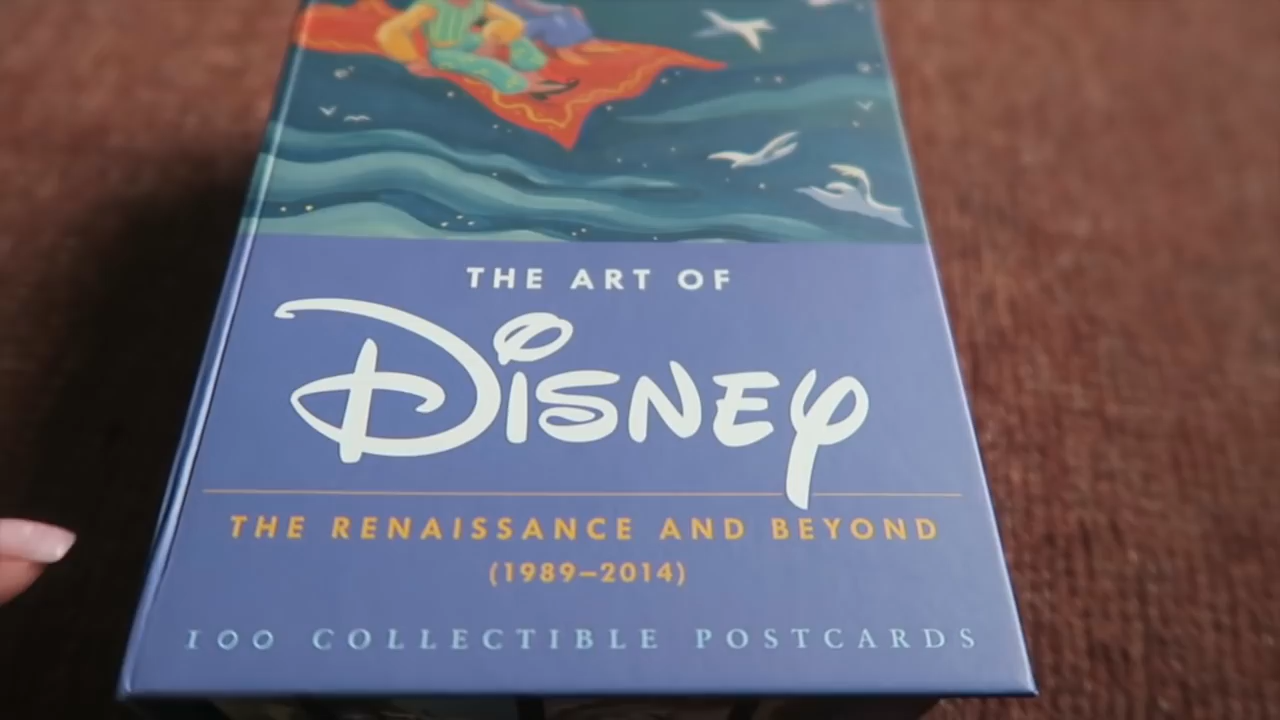 THE ART OF
DISNEY
THE RENAISSANCE AND BEYOND
(1989–2014)
100 COLLECTIBLE POSTCARDS